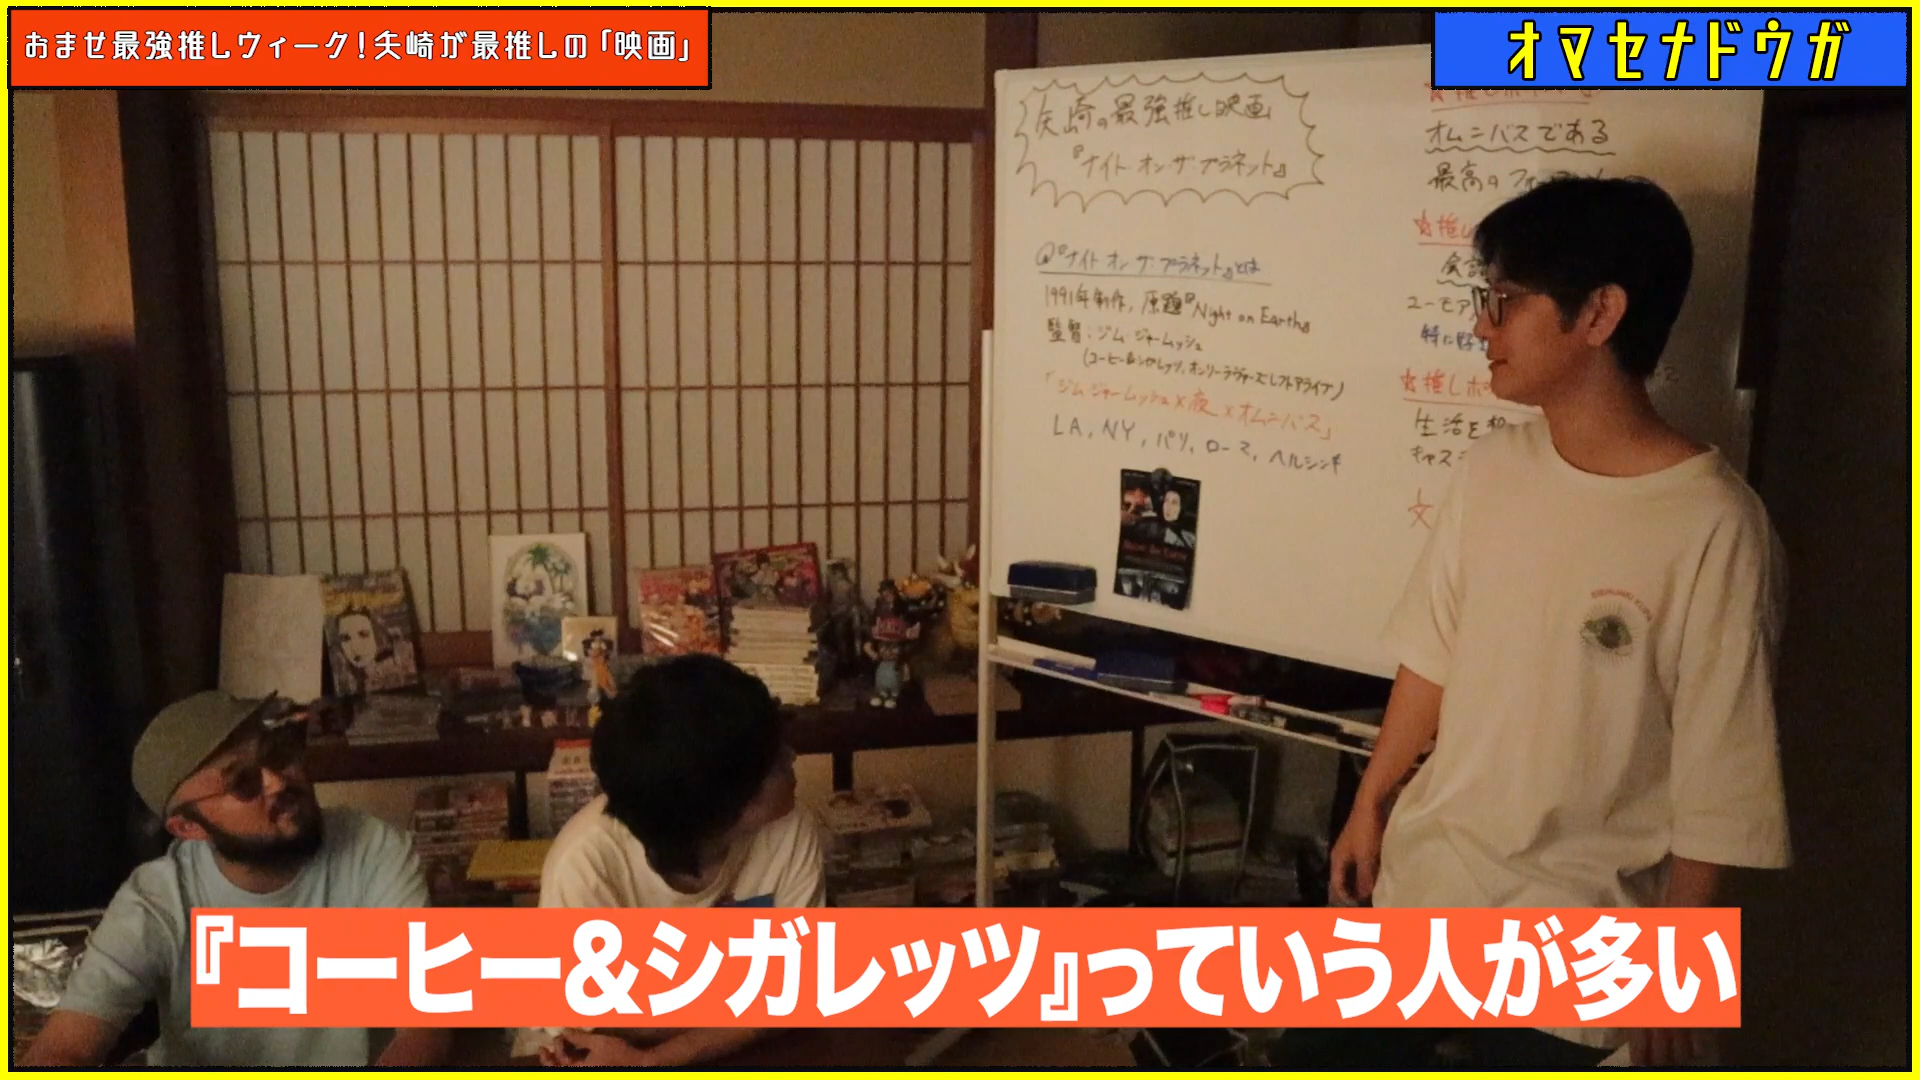 おませ最強推しウィーク!矢崎が最推しの「映画」
オマセナドウガ
矢崎の最強推し映画
『ナイト・オン・ザ・プラネット』
『ナイト オン ザ・プラネット』とは
1991年制作, 原題『Night on Earth』
監督:ジム・ジャームッシュ
(コーヒー&シガレッツ、オンリー・ラヴァーズ・レフトアライブ)
「ジム・ジャームッシュ×夜×オムニバス」
LA, NY, パリ, ローマ, ヘルシンキ
オムニバスである
最高の
☆推し
会話
ユーモア
特に
☆推しポ
生活を
キャス
『コーヒー&シガレッツ』っていう人が多い